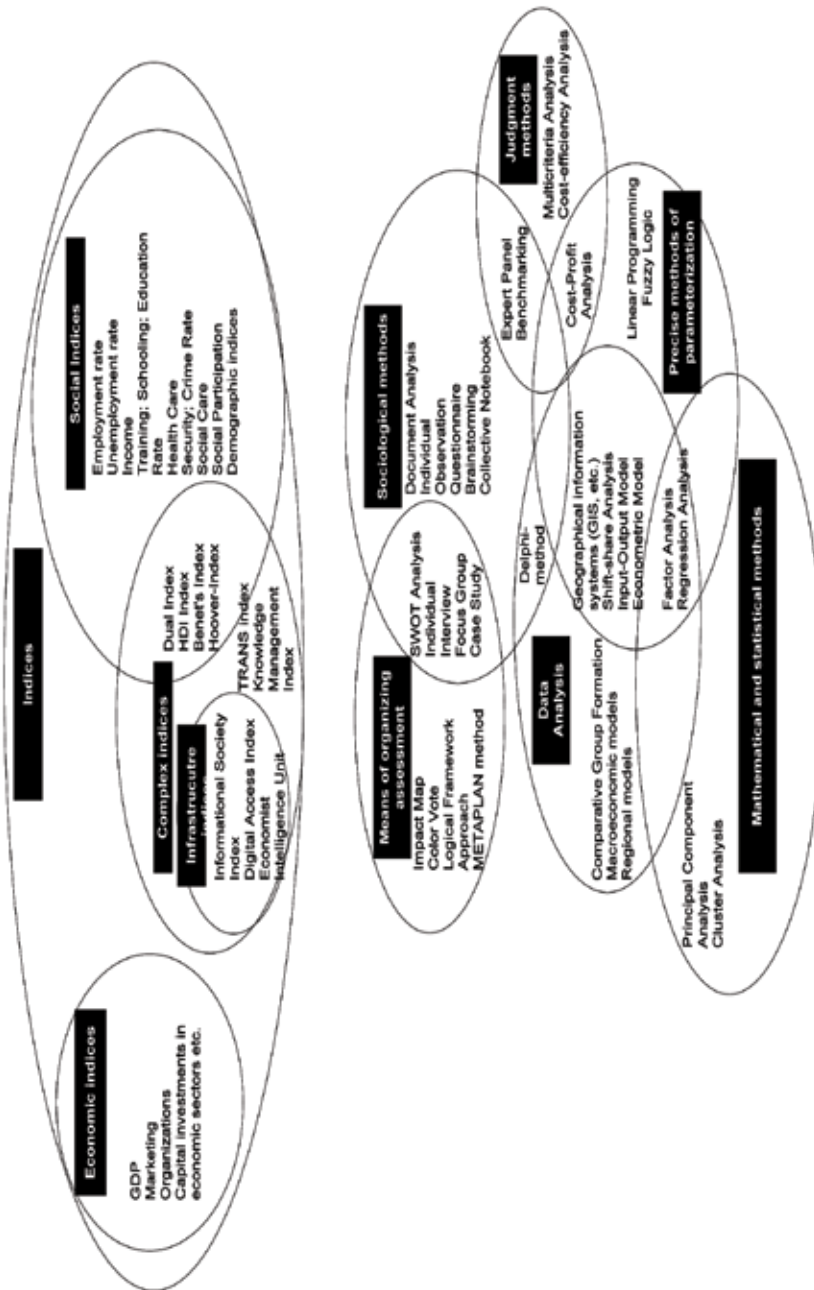 Indices
Economic indices
GDP
Marketing
Organizations
Capital investments in
economic sectors etc.
Complex indices
Infrastrucutre
Informational Society
Index
Digital Access Index
Economist
Intelligence Unit
Dual Index
HDI Index
Benet's Index
Hoover-Index
TRANS index
Knowledge
Management
Index
Social Indices
Employment rate
Unemployment rate
Income
Training; Schooling; Education
Rate
Health Care
Security; Crime Rate
Social Care
Social Participation
Demographic indices
Means of organizing
assessment
Impact Map
Color Vote
Logical Framework
Approach
METAPLAN method
SWOT Analysis
Individual
Interview
Focus Group
Case Study
Sociological methods
Document Analysis
Individual
Observation
Questionnaire
Brainstorming
Collective Notebook
Expert Panel
Benchmarking
Judgment
methods
Multicriteria Analysis
Cost-efficiency Analysis
Cost-Profit
Analysis
Delphi-
method
Data
Analysis
Comparative Group Formation
Macroeconomic models
Regional models
Geographical information
systems (GIS, etc.)
Shift-share Analysis
Input-Output Model
Econometric Model
Linear Programming
Fuzzy Logic
Precise methods of
parameterization
Factor Analysis
Regression Analysis
Principal Component
Analysis
Cluster Analysis
Mathematical and statistical methods